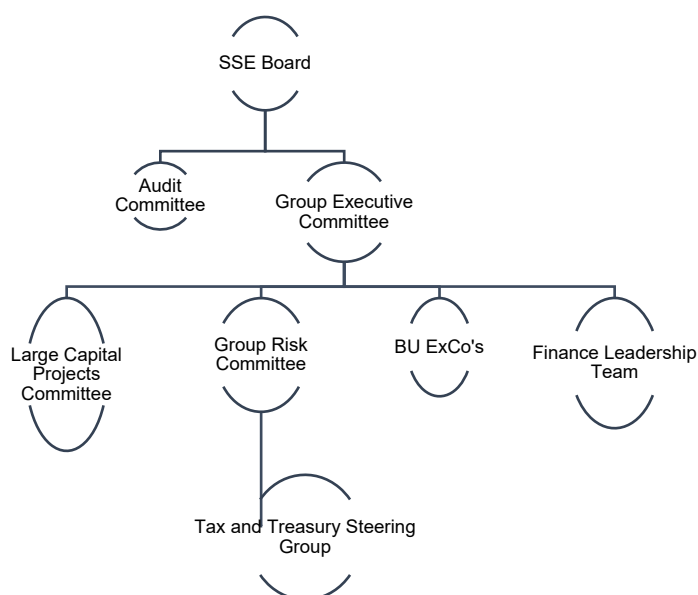 SSE Board
Audit
Committee
Group Executive
Committee
Large Capital
Projects
Committee
Group Risk
Committee
BU ExCo's
Finance Leadership
Team
Tax and Treasury Steering
Group